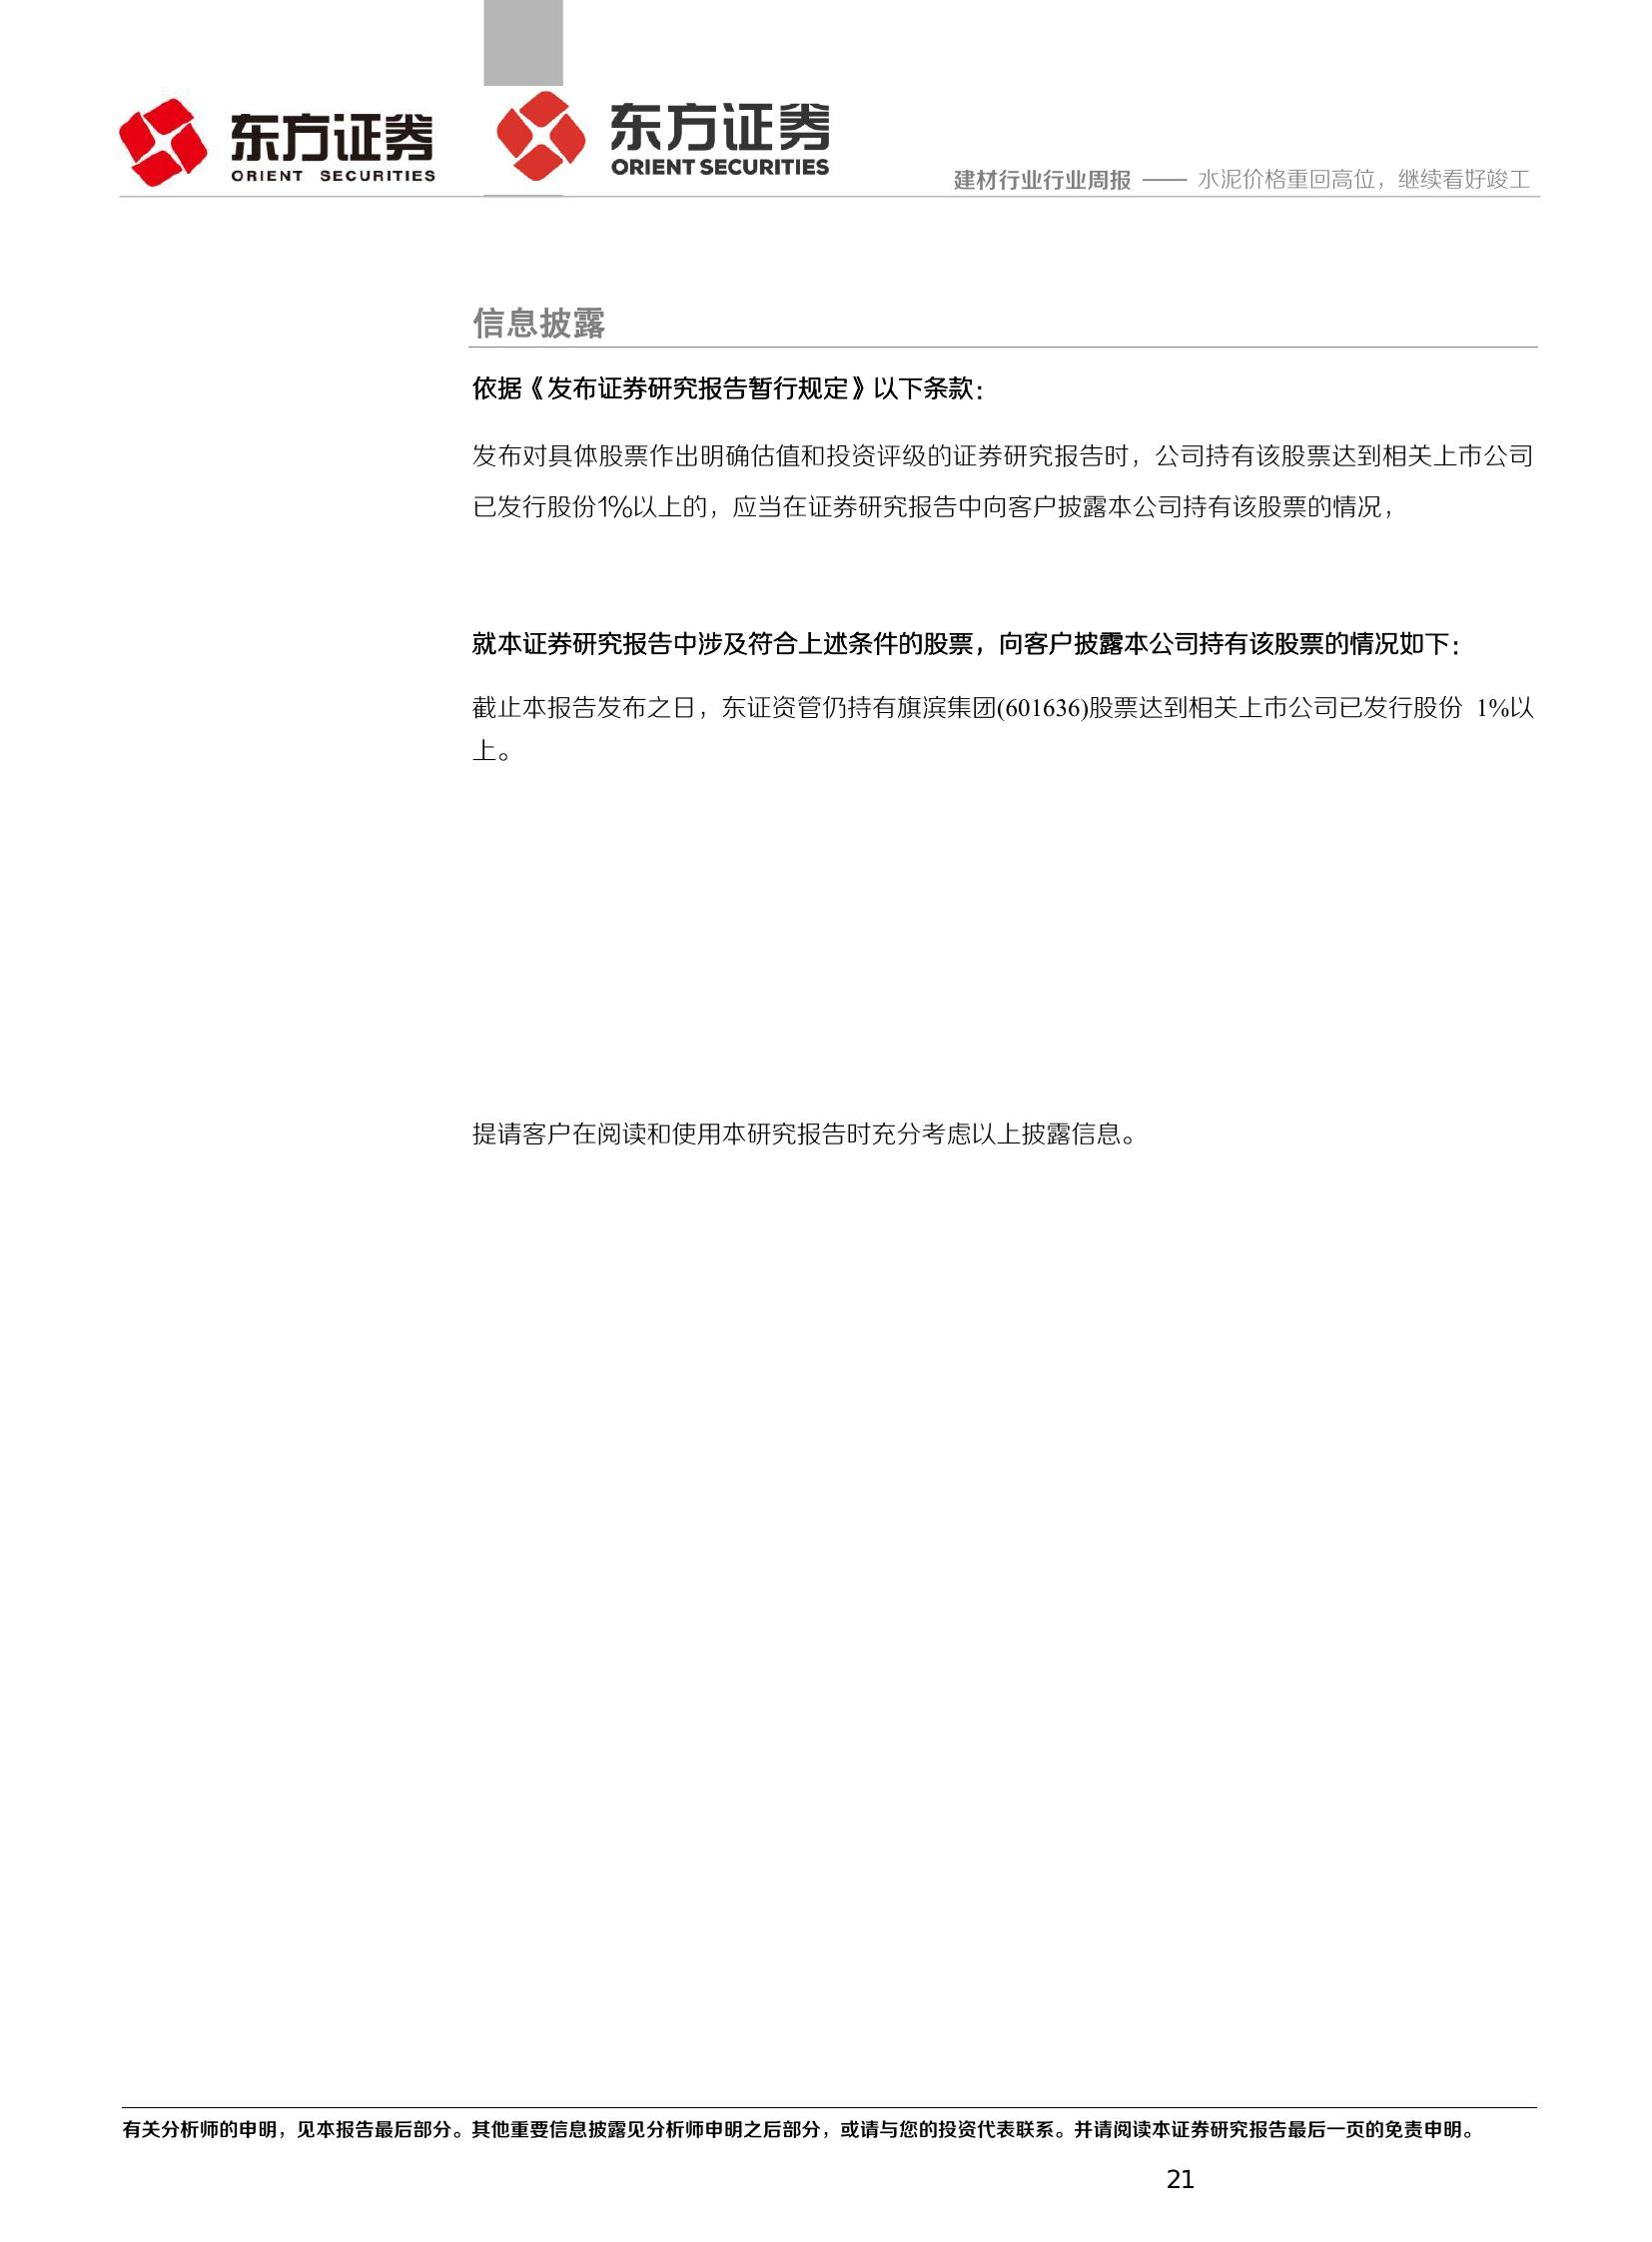 东方证券
ORIENT SECURITIES
东方证券
ORIENT SECURITIES
建材行业行业周报 —— 水泥价格重回高位，继续看好竣工
信息披露
依据《发布证券研究报告暂行规定》以下条款：
发布对具体股票作出明确估值和投资评级的证券研究报告时，公司持有该股票达到相关上市公司
已发行股份1%以上的，应当在证券研究报告中向客户披露本公司持有该股票的情况，
就本证券研究报告中涉及符合上述条件的股票，向客户披露本公司持有该股票的情况如下：
截止本报告发布之日，东证资管仍持有旗滨集团(601636)股票达到相关上市公司已发行股份 1%以
上。
提请客户在阅读和使用本研究报告时充分考虑以上披露信息。
有关分析师的申明，见本报告最后部分。其他重要信息披露见分析师申明之后部分，或请与您的投资代表联系。并请阅读本证券研究报告最后一页的免责申明。
21